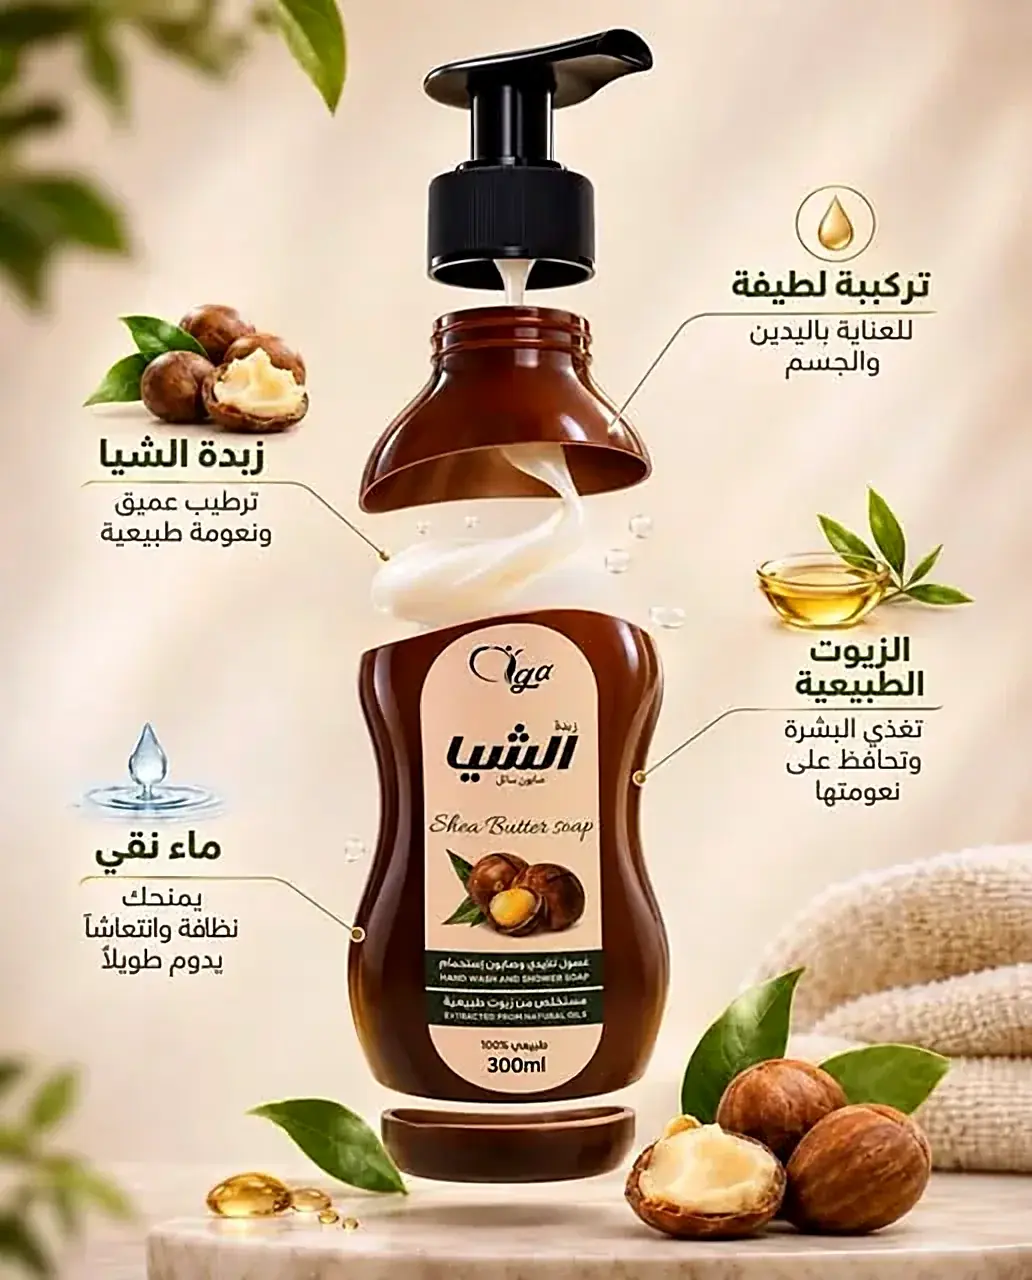 تركيبة لطيفة
للعناية باليدين
والجسم
زبدة الشيا
ترطيب عميق
ونعومة طبيعية
الزيوت
الطبيعية
تغذي البشرة
وتحافظ على
نعومتها
ماء نقي
يمنحك
نظافة وانتعاشاً
يدوم طويلاً
زبدة
الشيا
صابون سائل
Shea Butter soap
غسول للأيدي وصابون إستحمام
HAND WASH AND SHOWER SOAP
مستخلص من زيوت طبيعية
EXTRACTED FROM NATURAL OILS
طبيعي 100%
300ml